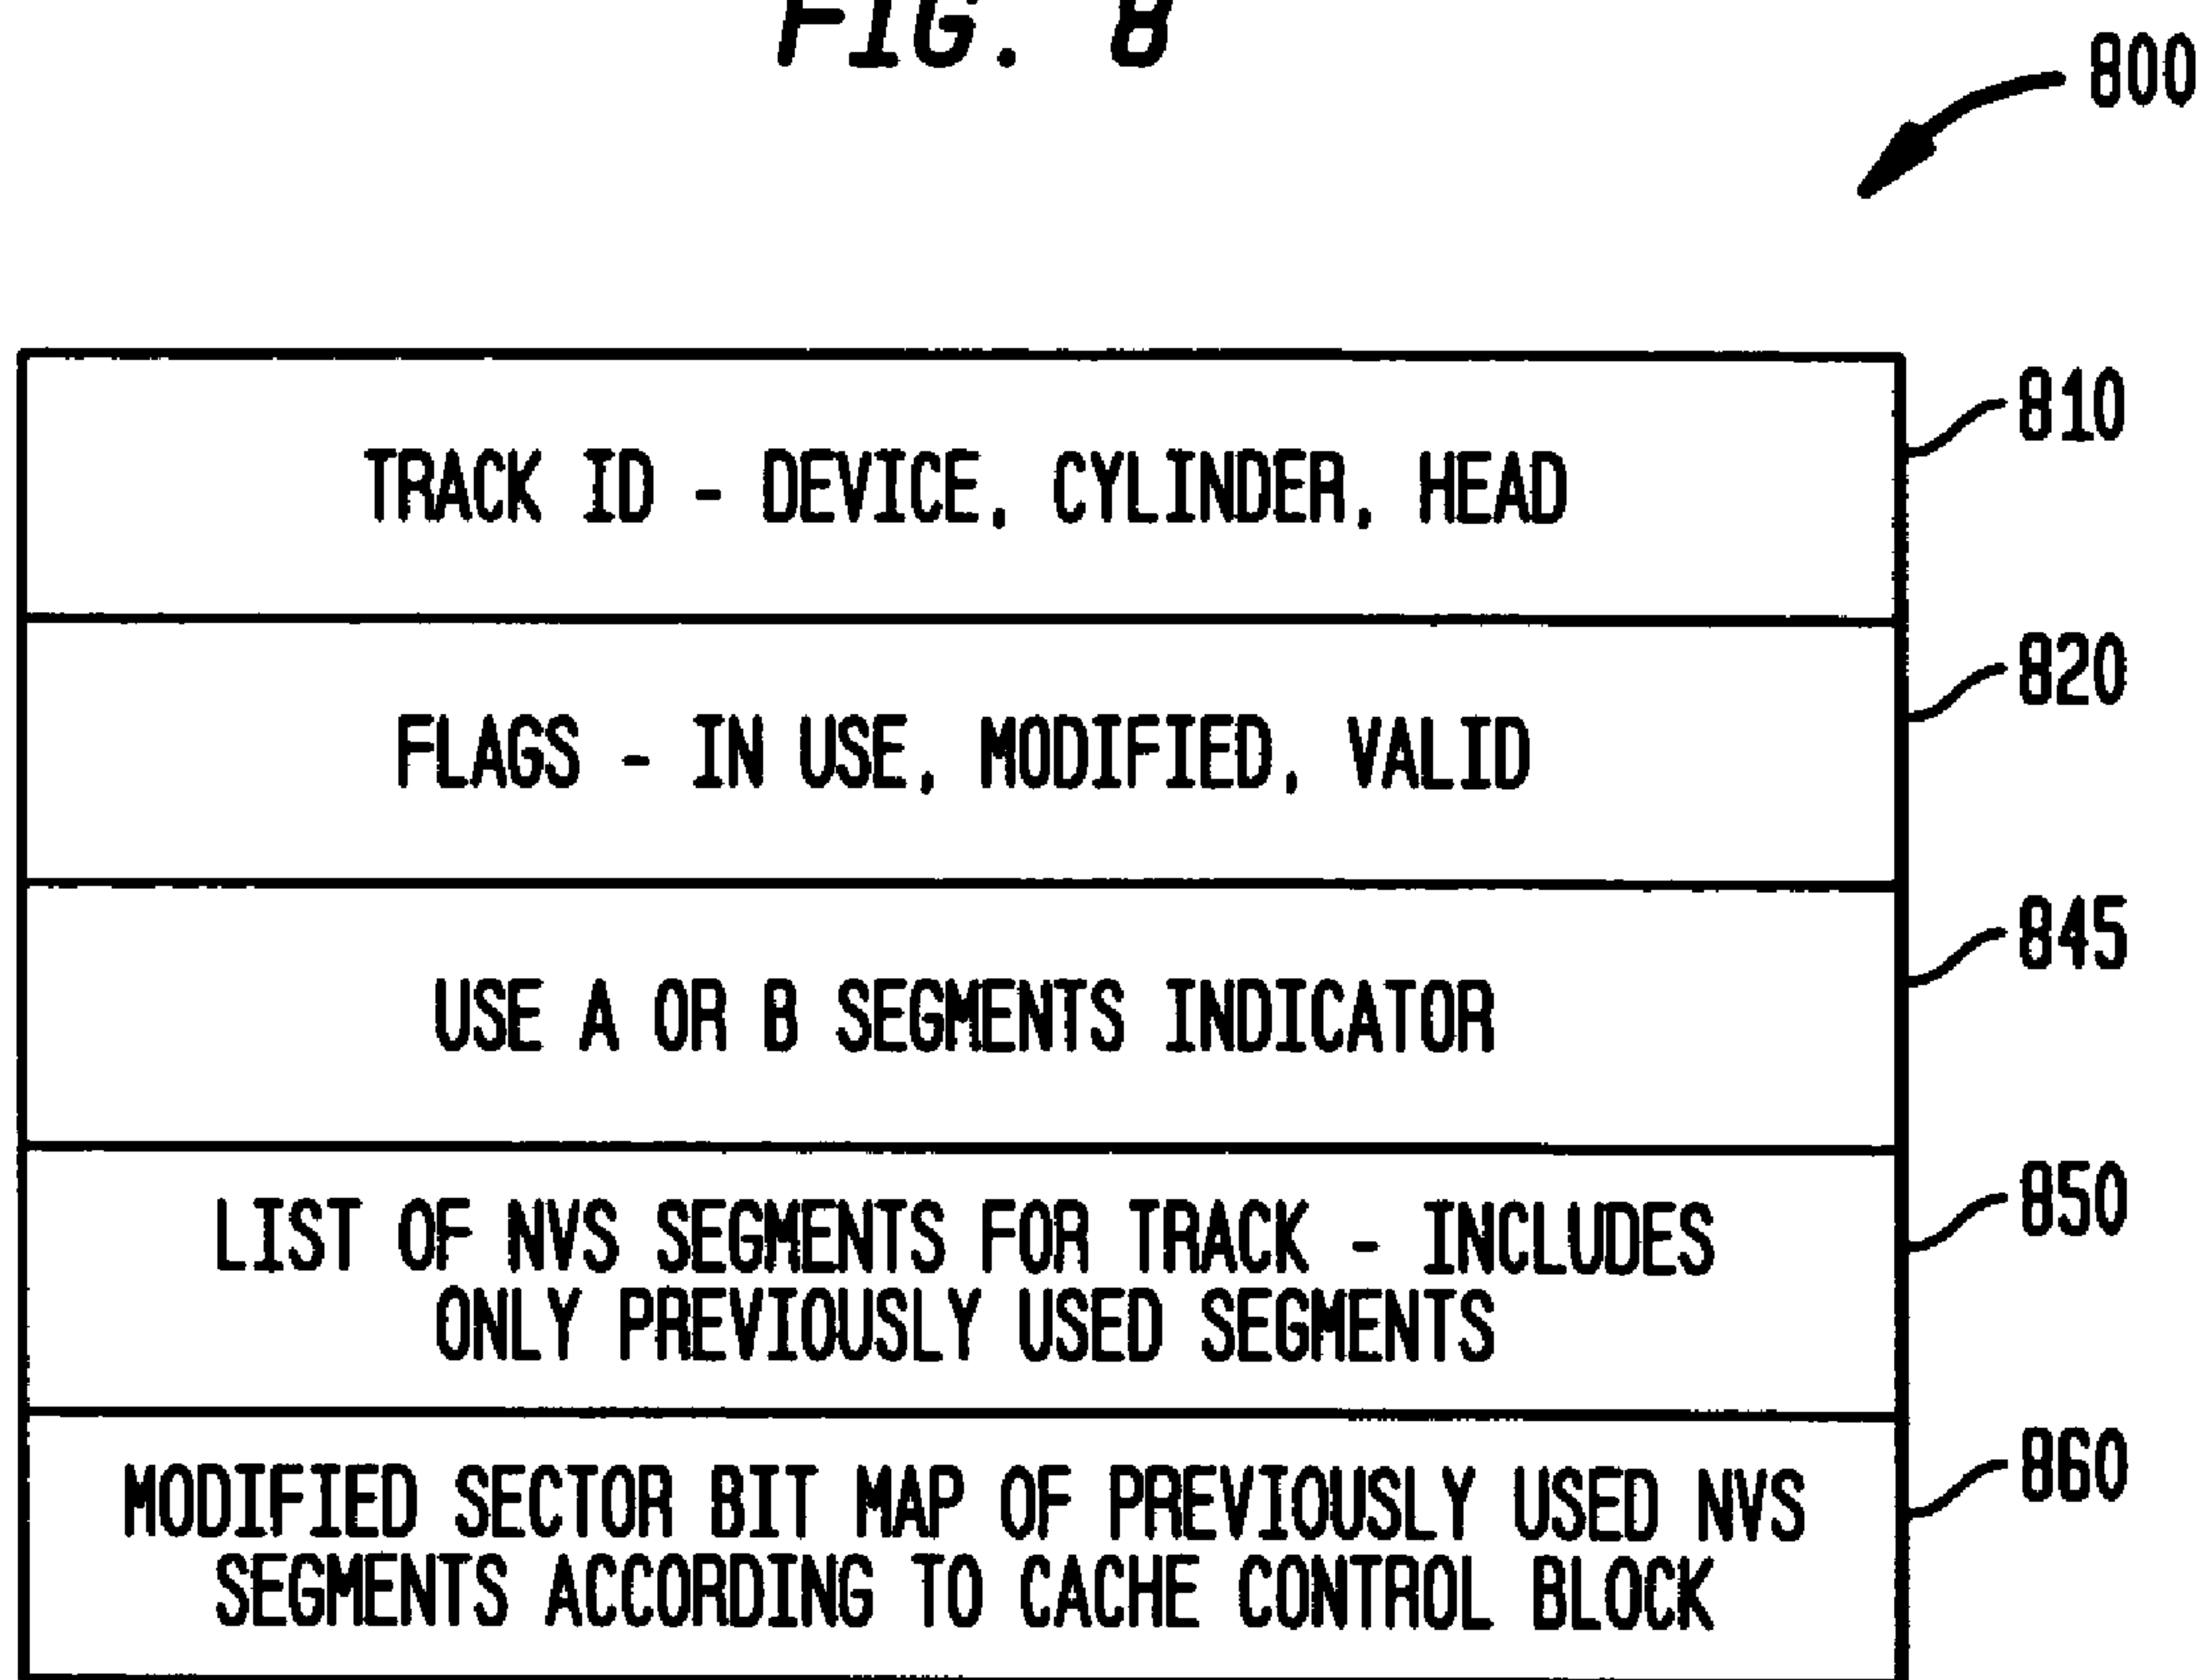 FIG. 8
800
TRACK ID - DEVICE, CYLINDER, HEAD
810
FLAGS - IN USE, MODIFIED, VALID
820
USE A OR B SEGMENTS INDICATOR
845
LIST OF NVS SEGMENTS FOR TRACK - INCLUDES
ONLY PREVIOUSLY USED SEGMENTS
850
MODIFIED SECTOR BIT MAP OF PREVIOUSLY USED NVS
SEGMENTS ACCORDING TO CACHE CONTROL BLOCK
860